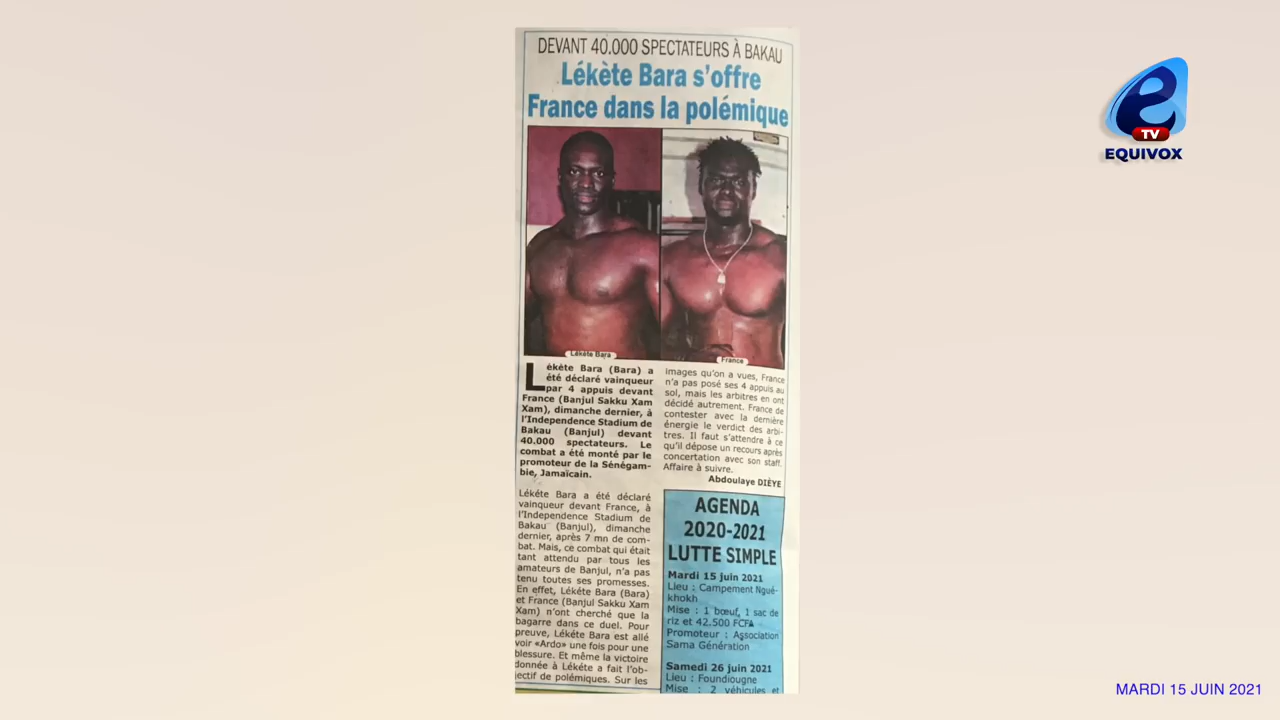 DEVANT 40.000 SPECTATEURS À BAKAU
Lékète Bara s'offre
France dans la polémique
Lékéte Bara
France
Lékète Bara (Bara) a
été déclaré vainqueur
par 4 appuis devant
France (Banjul Sakku Xam
Xam), dimanche dernier, à
l'Independence Stadium de
Bakau (Banjul) devant
40.000 spectateurs. Le
combat a été monté par le
promoteur de la Sénégam-
bie, Jamaïcain.
Lékéte Bara a été déclaré
vainqueur devant France, à
l'Independence Stadium de
Bakau (Banjul), dimanche
dernier, après 7 mn de com-
bat. Mais, ce combat qui était
tant attendu par tous les
amateurs de Banjul, n'a pas
tenu toutes ses promesses.
En effet, Lékéte Bara (Bara)
et France (Banjul Sakku Xam
Xam) n'ont cherché que la
bagarre dans ce duel. Pour
preuve, Lékéte Bara est allé
voir «Ardo» une fois pour une
blessure. Et même la victoire
donnée à Lékéte a fait l'ob-
jectif de polémiques. Sur les
images qu'on a vues, France
n'a pas posé ses 4 appuis au
sol, mais les arbitres en ont
décidé autrement. France de
contester avec la dernière
énergie le verdict des arbi-
tres. Il faut s'attendre à ce
qu'il dépose un recours après
concertation avec son staff.
Affaire à suivre.
Abdoulaye DIÈYE
AGENDA
2020-2021
LUTTE SIMPLE
Mardi 15 juin 2021
Lieu : Campement Ngué-
khokh
Mise : 1 bœuf, 1 sac de
riz et 42.500 FCFA
Promoteur : Association
Sama Génération
Samedi 26 juin 2021
Lieu : Foundiougne
Mise : 2 véhicules et
e
TV
EQUIVOX
MARDI 15 JUIN 2021